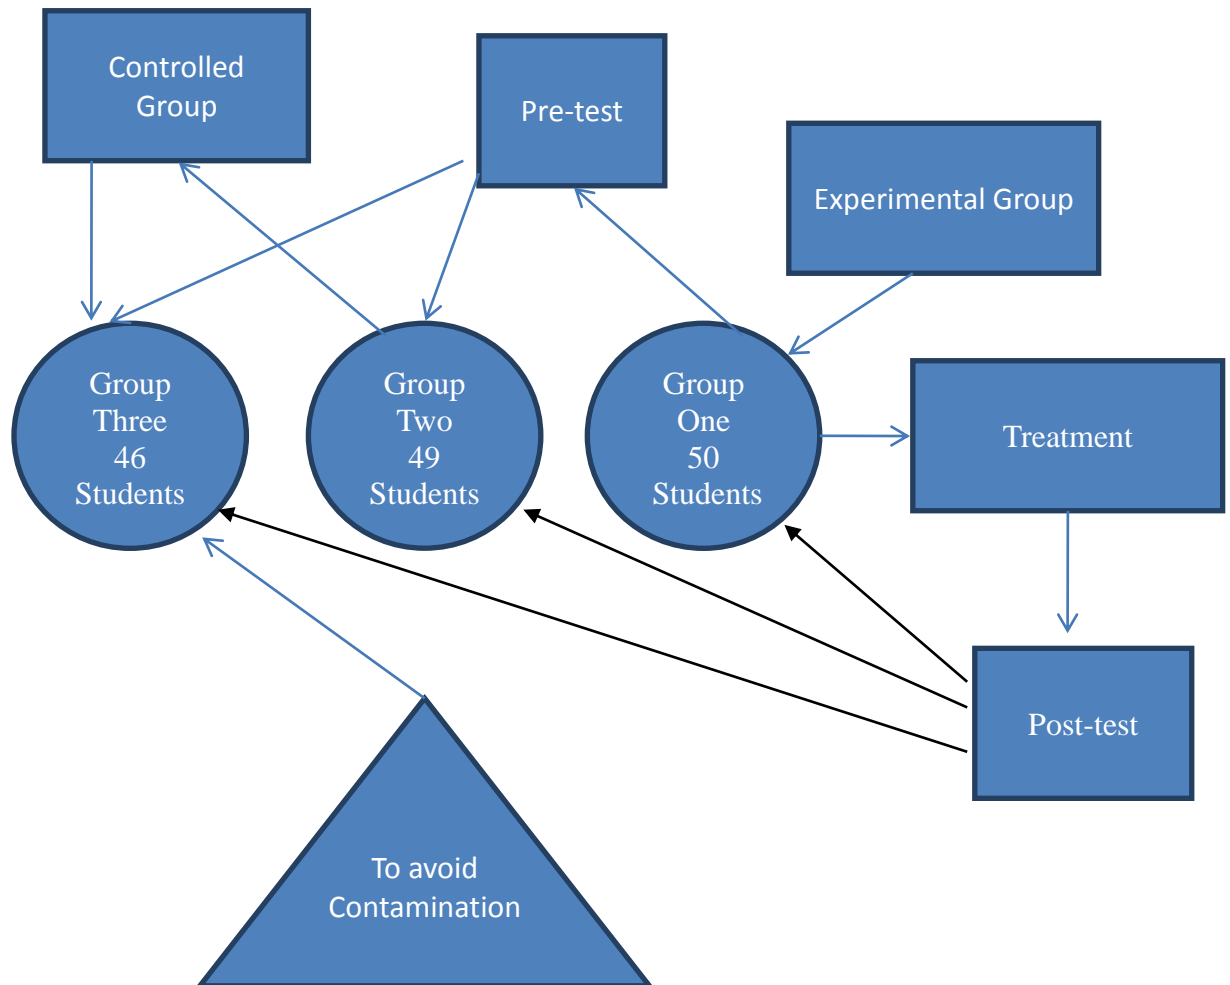 Controlled
Group
Pre-test
Experimental Group
Group
Three
46
Students
Group
Two
49
Students
Group
One
50
Students
Treatment
Post-test
To avoid
Contamination